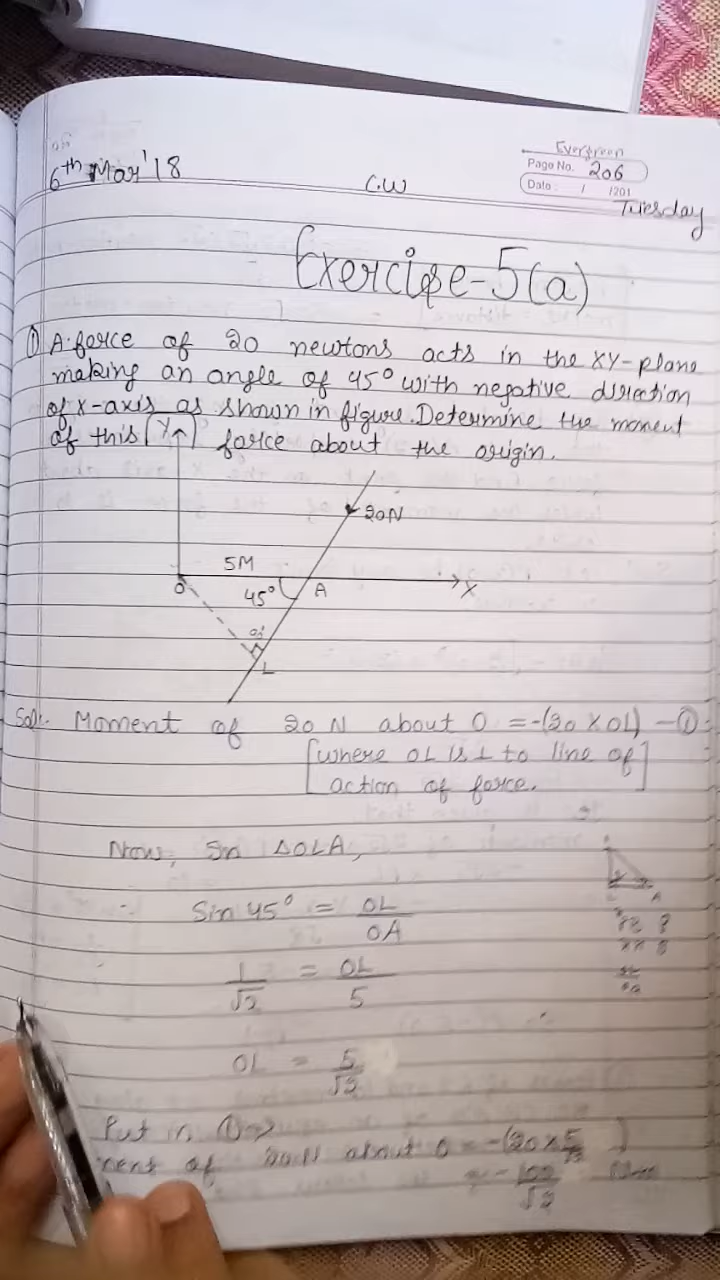 Evergreen
6th Mar'18
C.W
Page No. 206
Date : / /201
Tuesday
Exercise-5(a)
① A force of 20 newtons acts in the XY-plane
making an angle of 45° with negative direction
of X-axis as shown in figure. Determine the moment
of this force about the origin.
Y
20N
5M
O
45°
A
X
L
Sol:- Moment of 20 N about O = -(20 X OL) —①
[where OL is ⊥ to line of
action of force.]
Now, In △OLA,
Sin 45° = OL/OA
1/√2 = OL/5
OL = 5/√2
Put in ①⇒
ment of 20N about O = -(20 × 5/√2)
= -100/√2